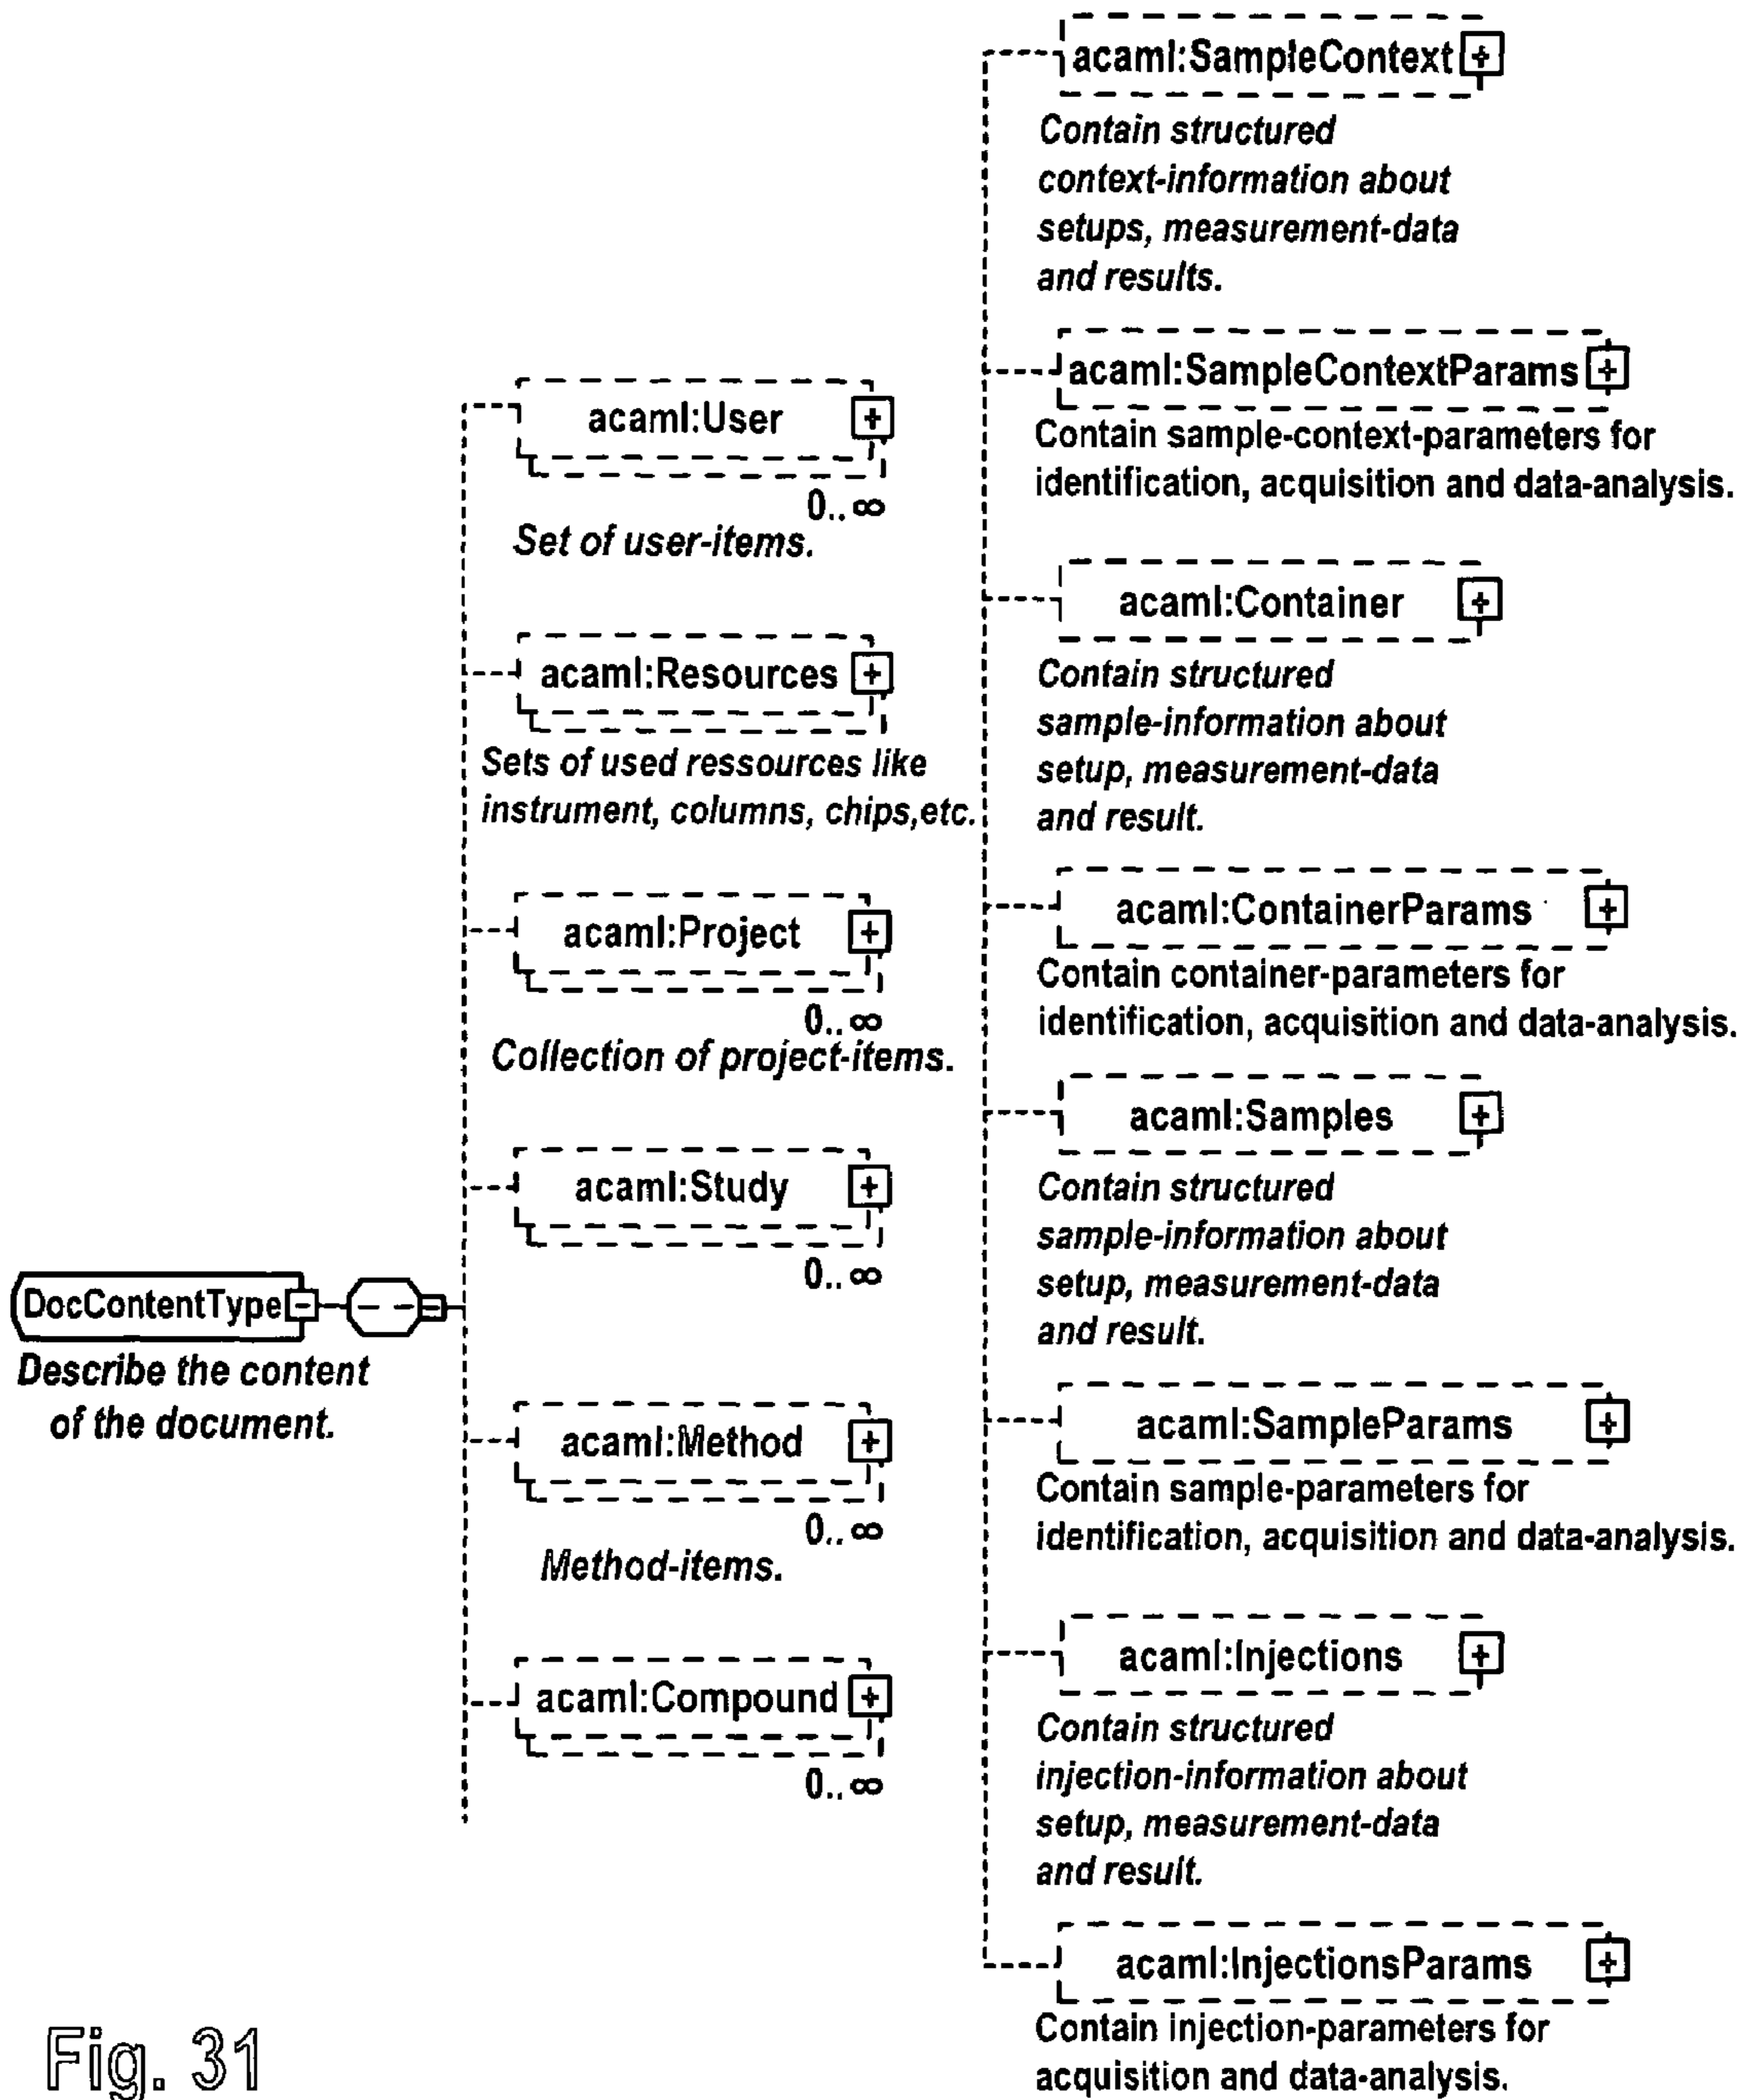 DocContentType
Describe the content
of the document.
acaml:User
0..∞
Set of user-items.
acaml:Resources
Sets of used ressources like
instrument, columns, chips,etc.
acaml:Project
0..∞
Collection of project-items.
acaml:Study
0..∞
acaml:Method
0..∞
Method-items.
acaml:Compound
0..∞
acaml:SampleContext
Contain structured
context-information about
setups, measurement-data
and results.
acaml:SampleContextParams
Contain sample-context-parameters for
identification, acquisition and data-analysis.
acaml:Container
Contain structured
sample-information about
setup, measurement-data
and result.
acaml:ContainerParams
Contain container-parameters for
identification, acquisition and data-analysis.
acaml:Samples
Contain structured
sample-information about
setup, measurement-data
and result.
acaml:SampleParams
Contain sample-parameters for
identification, acquisition and data-analysis.
acaml:Injections
Contain structured
injection-information about
setup, measurement-data
and result.
acaml:InjectionsParams
Contain injection-parameters for
acquisition and data-analysis.
Fig. 31